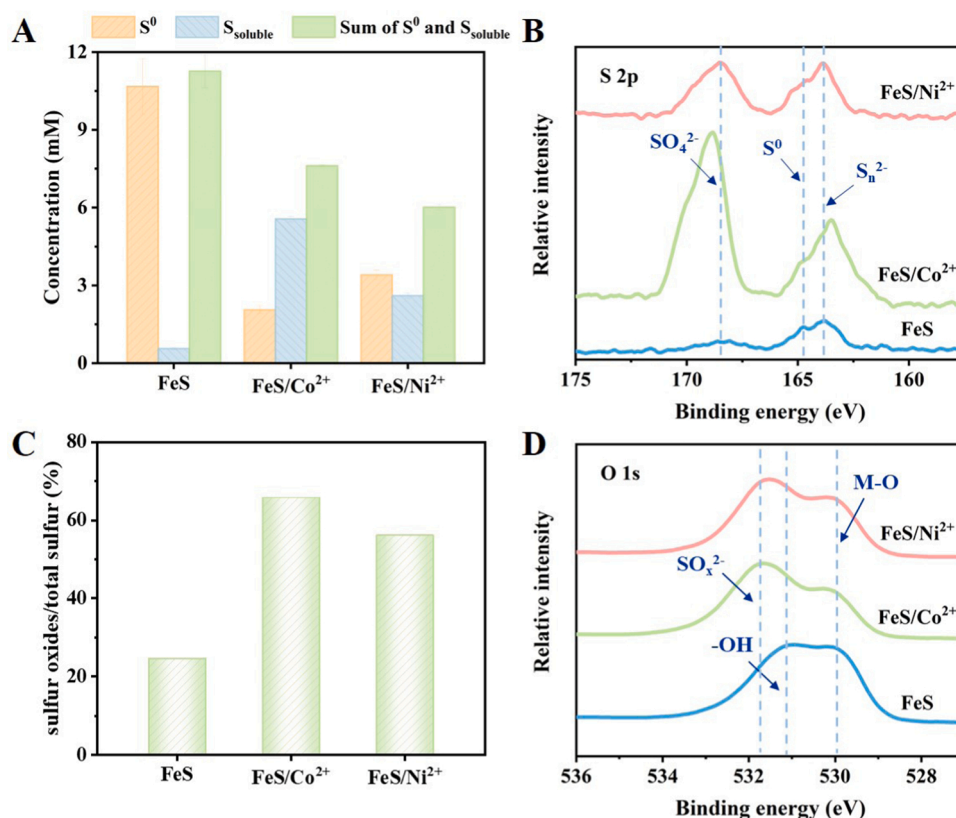 A
S⁰ S_soluble Sum of S⁰ and S_soluble
Concentration (mM)
12
9
6
3
0
FeS FeS/Co²⁺ FeS/Ni²⁺
B
S 2p
FeS/Ni²⁺
SO₄²⁻
S⁰
Sₙ²⁻
FeS/Co²⁺
FeS
Relative intensity
175 170 165 160
Binding energy (eV)
C
sulfur oxides/total sulfur (%)
80
60
40
20
0
FeS FeS/Co²⁺ FeS/Ni²⁺
D
O 1s
M-O
FeS/Ni²⁺
SOₓ²⁻
FeS/Co²⁺
-OH
FeS
Relative intensity
536 534 532 530 528
Binding energy (eV)